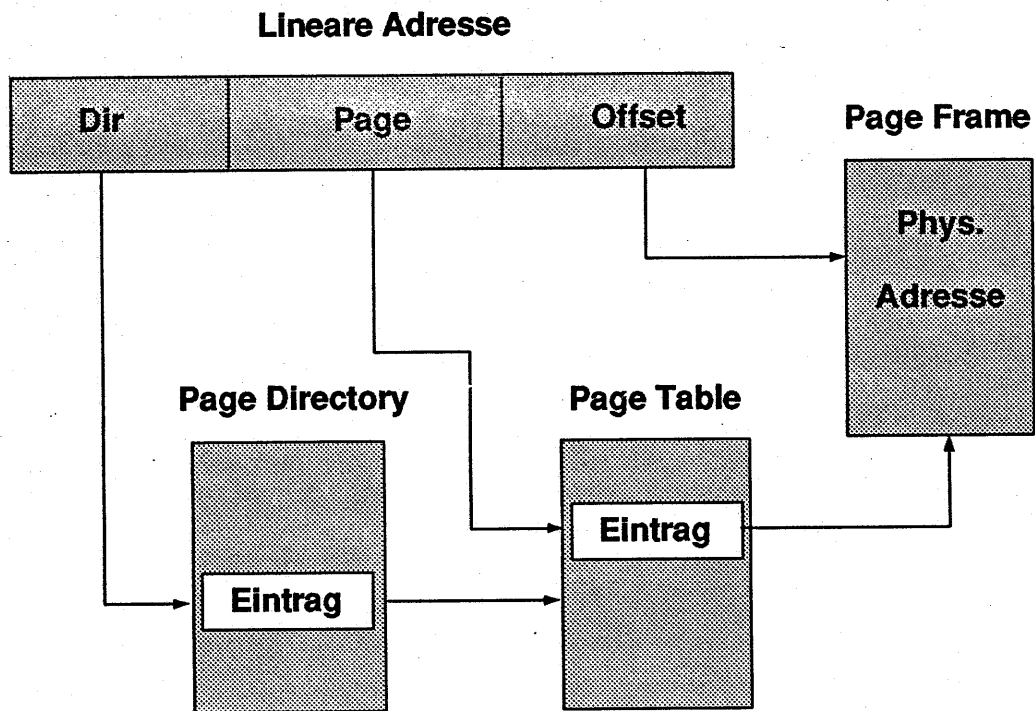 Lineare Adresse
Dir
Page
Offset
Page Frame
Phys.
Adresse
Page Directory
Page Table
Eintrag
Eintrag